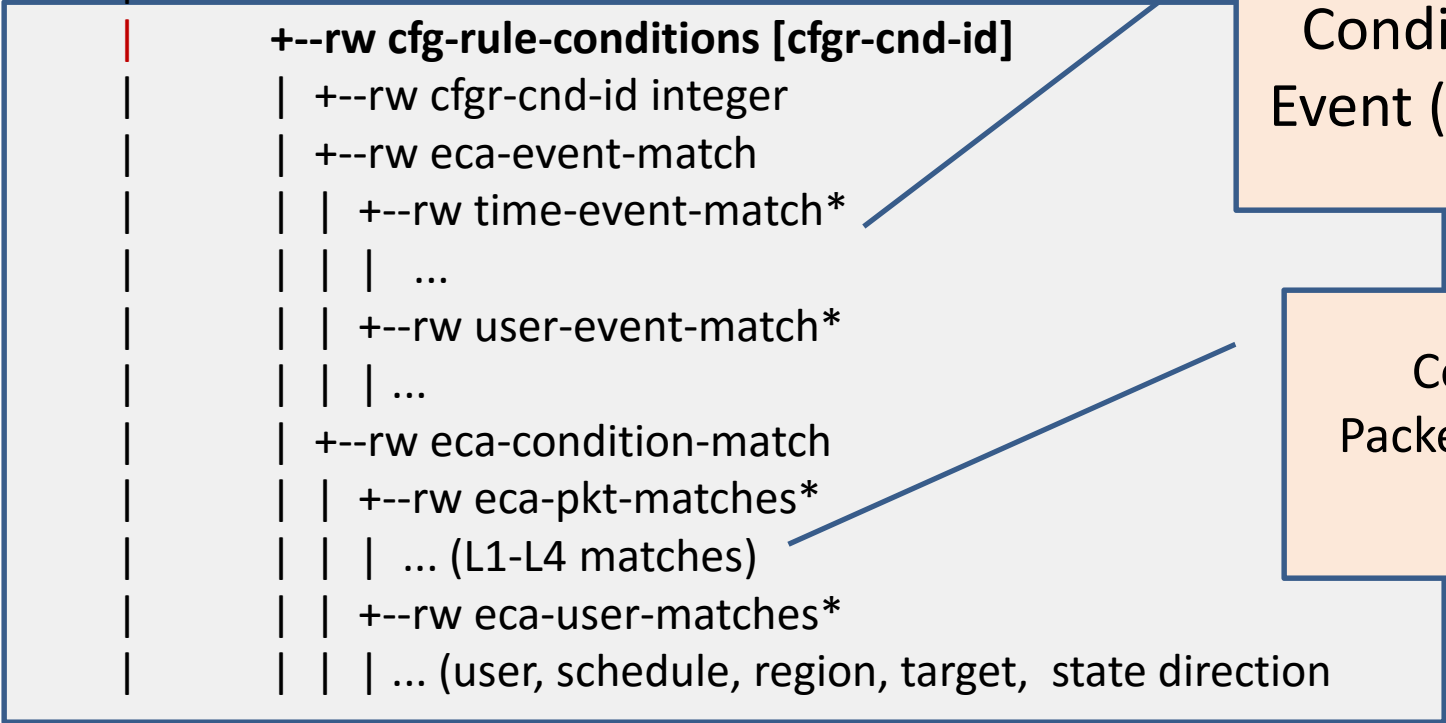 +--rw cfg-rule-conditions [cfgr-cnd-id]
| | +--rw cfgr-cnd-id integer
| | +--rw eca-event-match
| | | +--rw time-event-match*
| | | | ...
| | | +--rw user-event-match*
| | | | ...
| | +--rw eca-condition-match
| | | +--rw eca-pkt-matches*
| | | | ... (L1-L4 matches)
| | | +--rw eca-user-matches*
| | | | ... (user, schedule, region, target, state direction
Event (